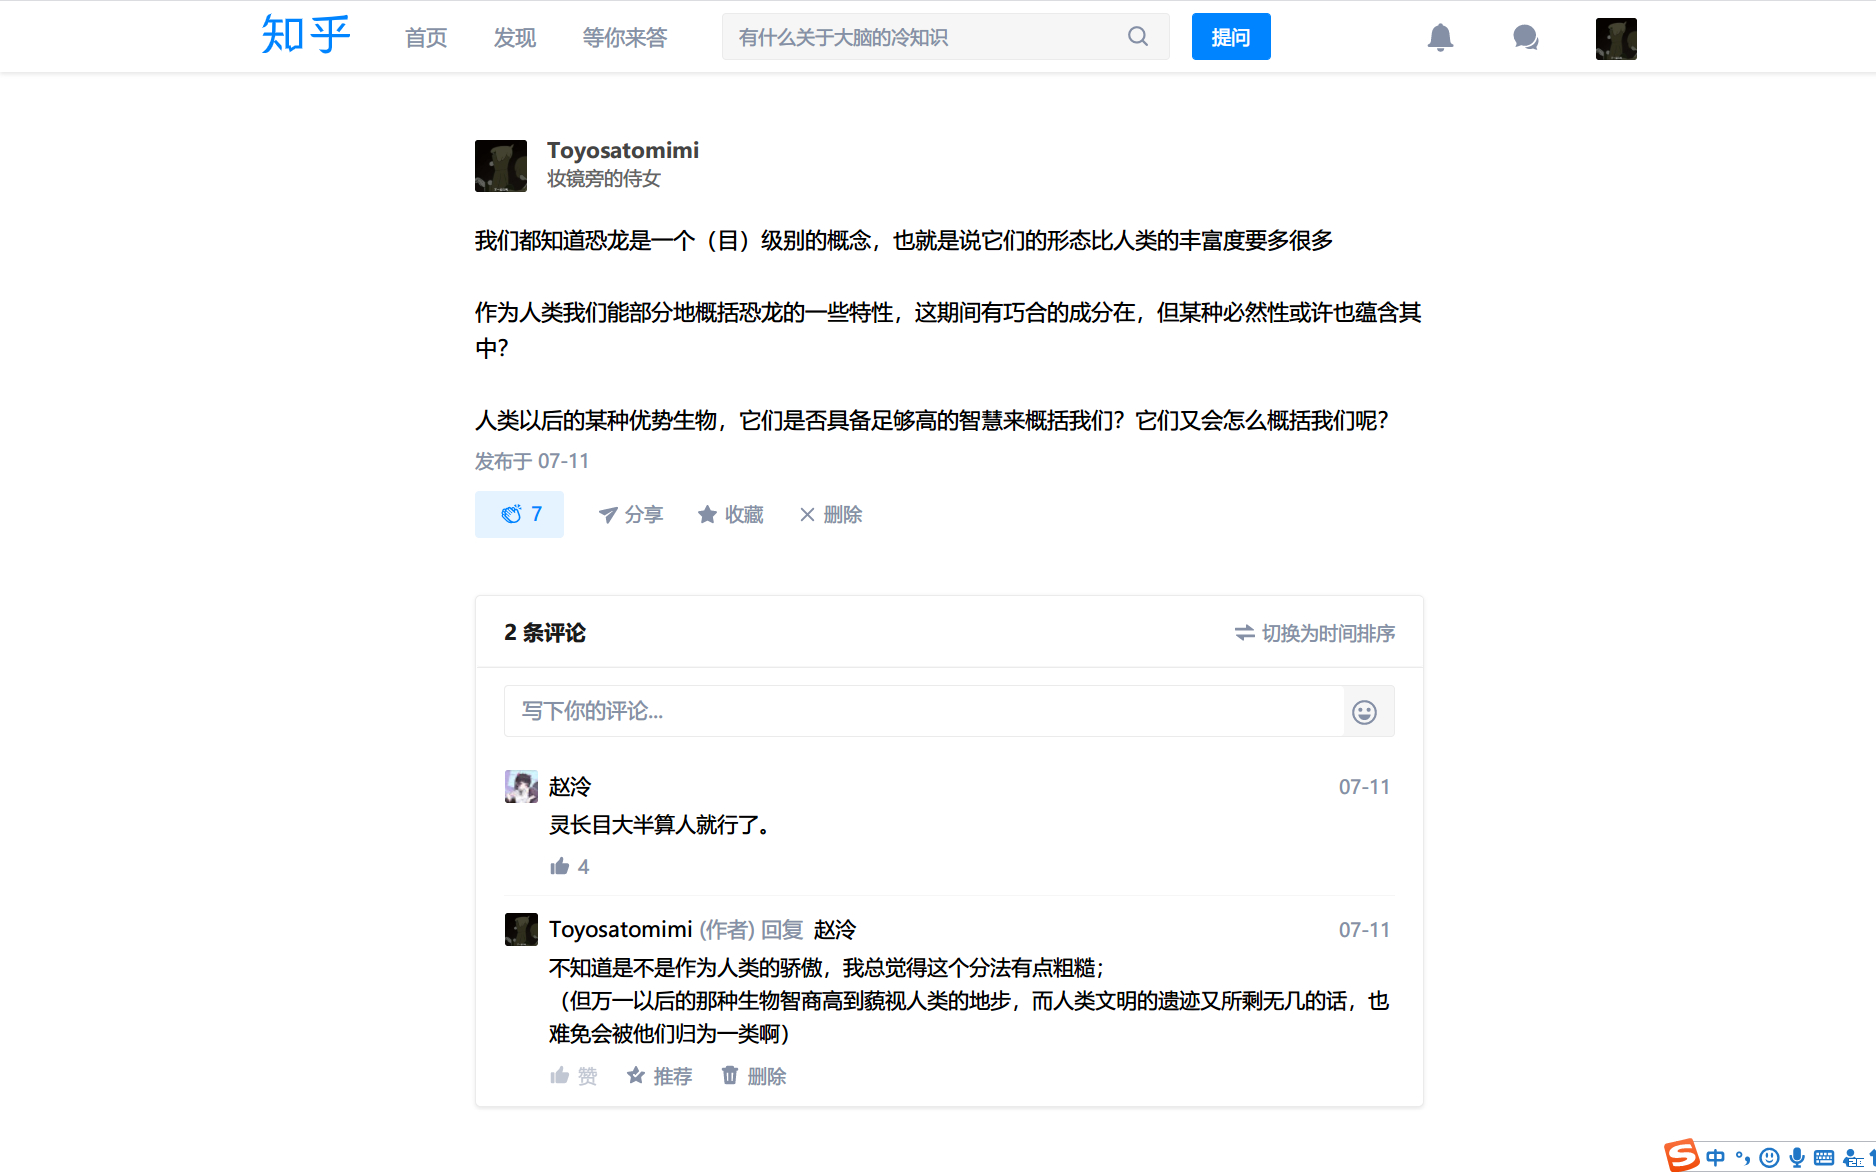 知乎
首页 发现 等你来答 有什么关于大脑的冷知识 提问
Toyosatomimi
妆镜旁的侍女
我们都知道恐龙是一个（目）级别的概念，也就是说它们的形态比人类的丰富度要多很多
作为人类我们能部分地概括恐龙的一些特性，这期间有巧合的成分在，但某种必然性或许也蕴含其
中？
人类以后的某种优势生物，它们是否具备足够高的智慧来概括我们？它们又会怎么概括我们呢？
发布于 07-11
7 分享 收藏 删除
2 条评论 切换为时间排序
写下你的评论...
赵泠 07-11
灵长目大半算人就行了。
4
Toyosatomimi (作者) 回复 赵泠 07-11
不知道是不是作为人类的骄傲，我总觉得这个分法有点粗糙；
（但万一以后的那种生物智商高到藐视人类的地步，而人类文明的遗迹又所剩无几的话，也
难免会被他们归为一类啊）
赞 推荐 删除
S 中